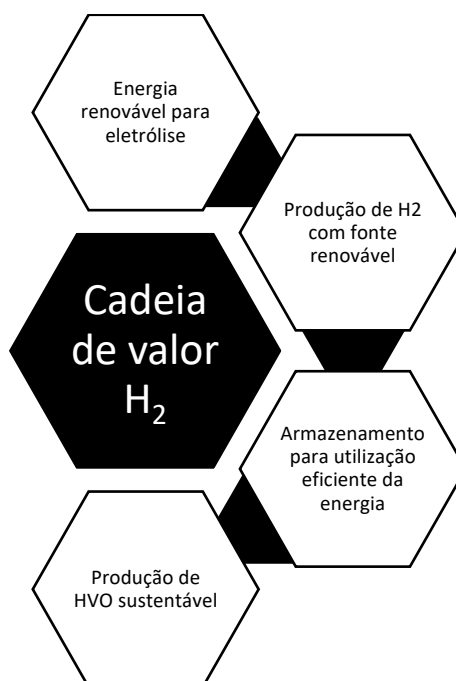 Energia
renovável para
eletrólise
Produção de H2
com fonte
renovável
Cadeia
de valor
H₂
Armazenamento
para utilização
eficiente da
energia
Produção de
HVO sustentável